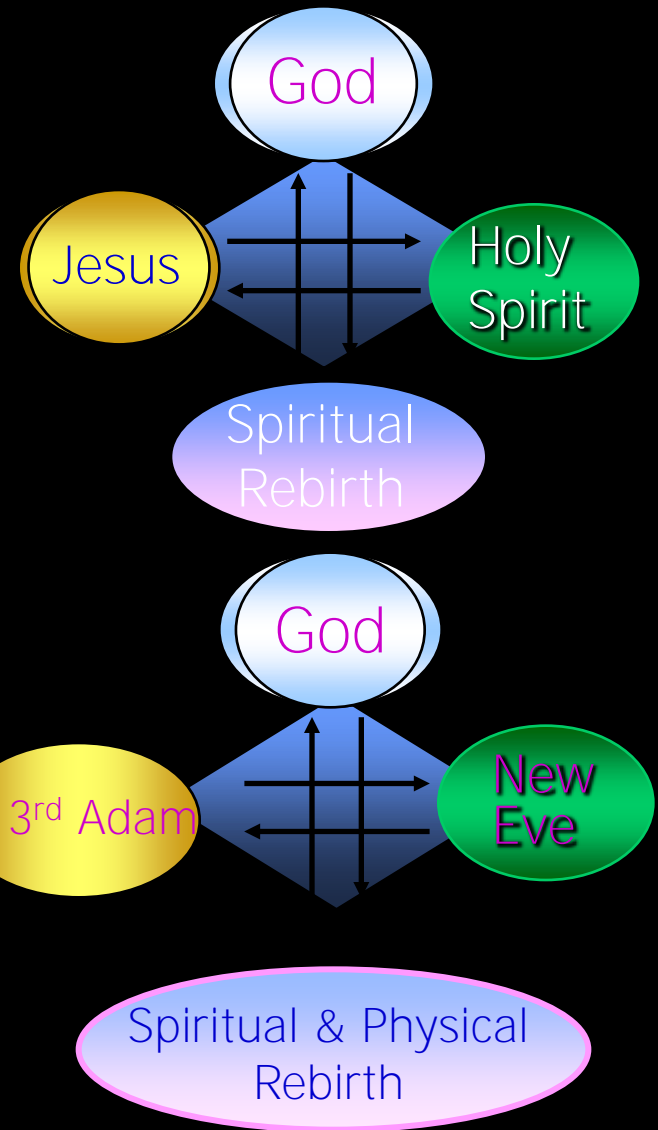 God
Jesus
Holy
Spirit
Spiritual
Rebirth
God
3rd Adam
New
Eve
Spiritual & Physical
Rebirth